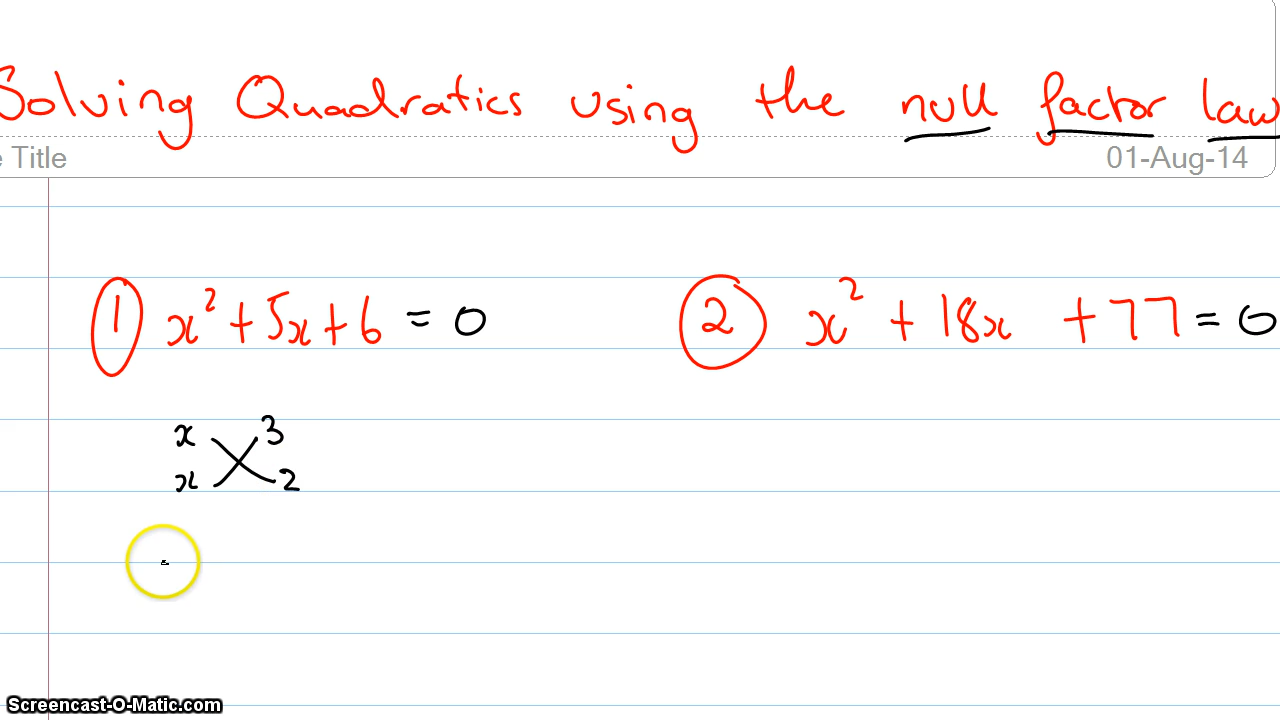 Solving Quadratics using the null factor law
e Title
01-Aug-14
① x² + 5x + 6 = 0
② x² + 18x + 77 = 0
x 3
x 2
Screencast-O-Matic.com